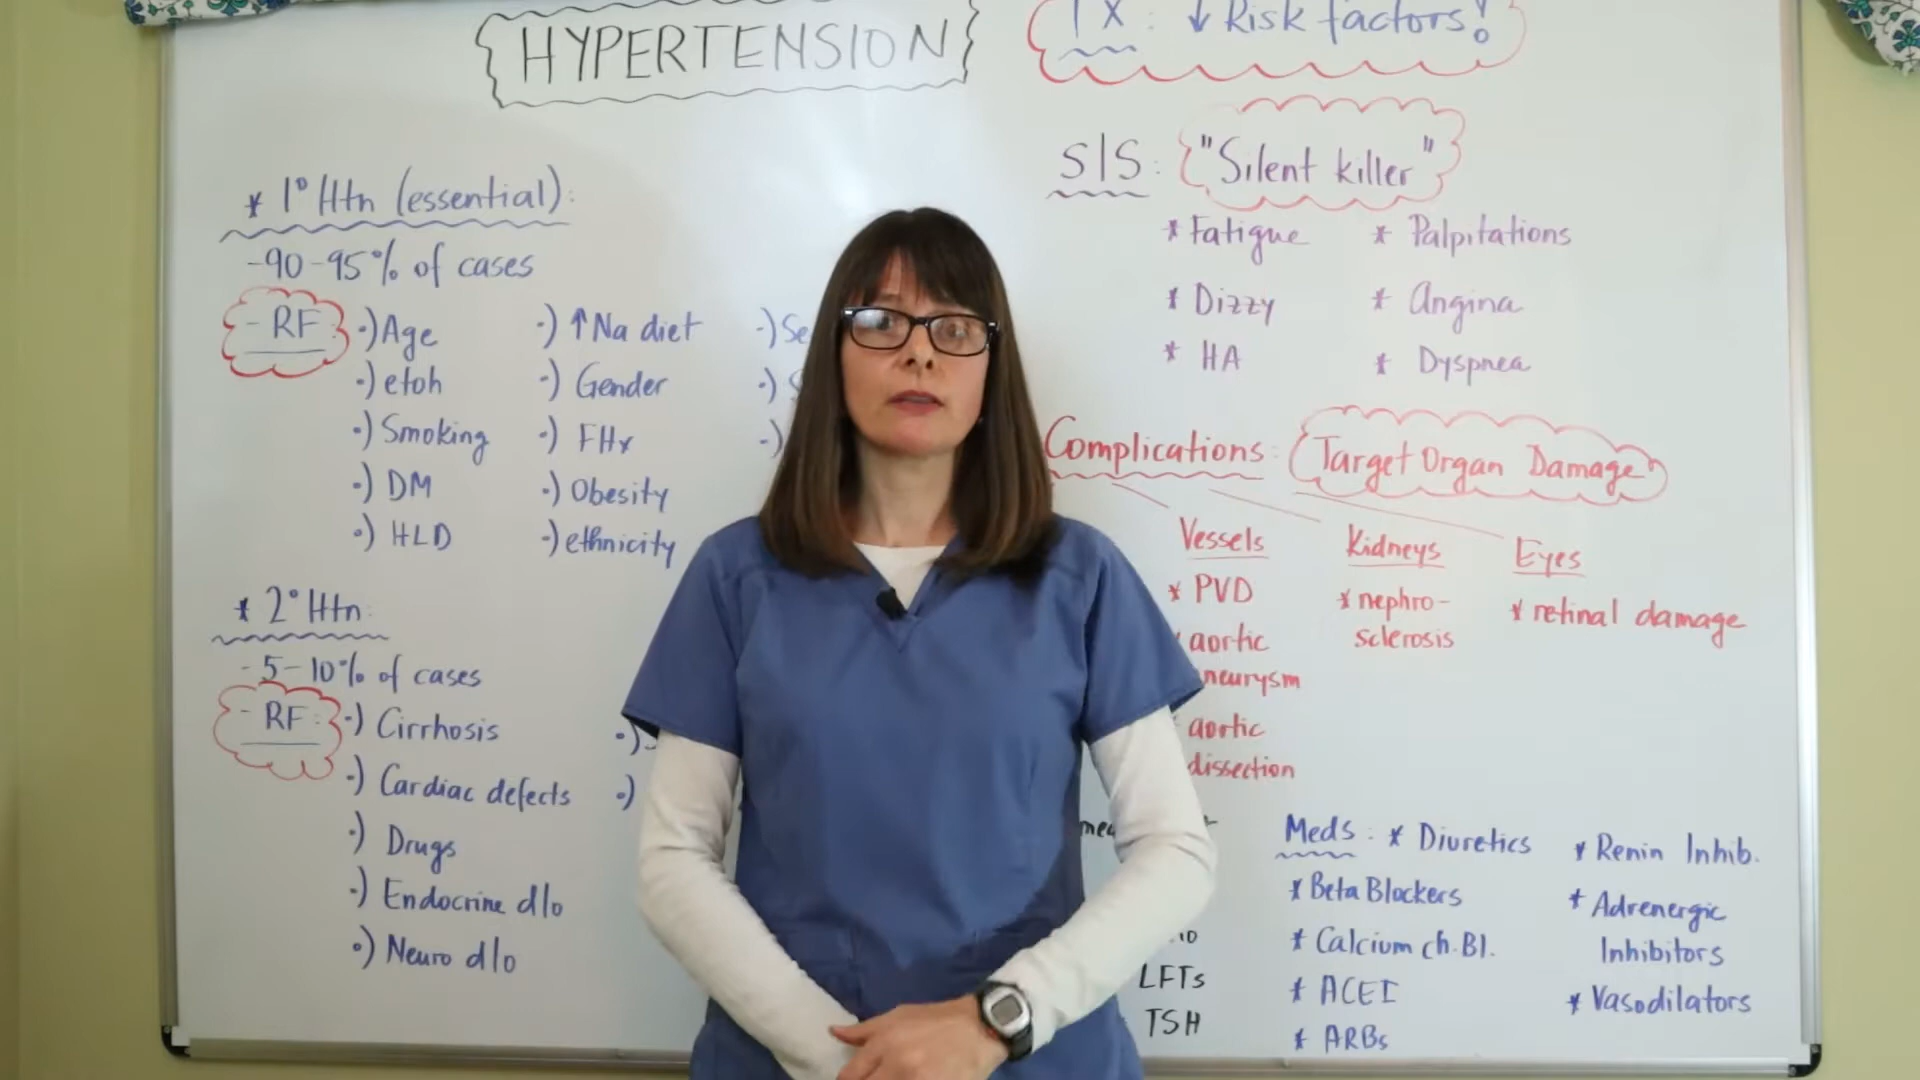 HYPERTENSION
TX: ↓ Risk factors!
* 1° Htn (essential):
-90-95% of cases
- RF:
·) Age
·) etoh
·) Smoking
·) DM
·) HLD
·) ↑ Na diet
·) Gender
·) FHx
·) Obesity
·) ethnicity
* 2° Htn:
-5-10% of cases
- RF:
·) Cirrhosis
·) Cardiac defects
·) Drugs
·) Endocrine d/o
·) Neuro d/o
S/S: "Silent killer"
* Fatigue
* Dizzy
* HA
* Palpitations
* Angina
* Dyspnea
Complications: Target Organ Damage
Vessels
* PVD
* aortic
aneurysm
* aortic
dissection
Kidneys
* nephro-
sclerosis
Eyes
* retinal damage
LFTs
TSH
Meds: * Diuretics
* Beta Blockers
* Calcium ch. Bl.
* ACEI
* ARBs
* Renin Inhib.
* Adrenergic
Inhibitors
* Vasodilators